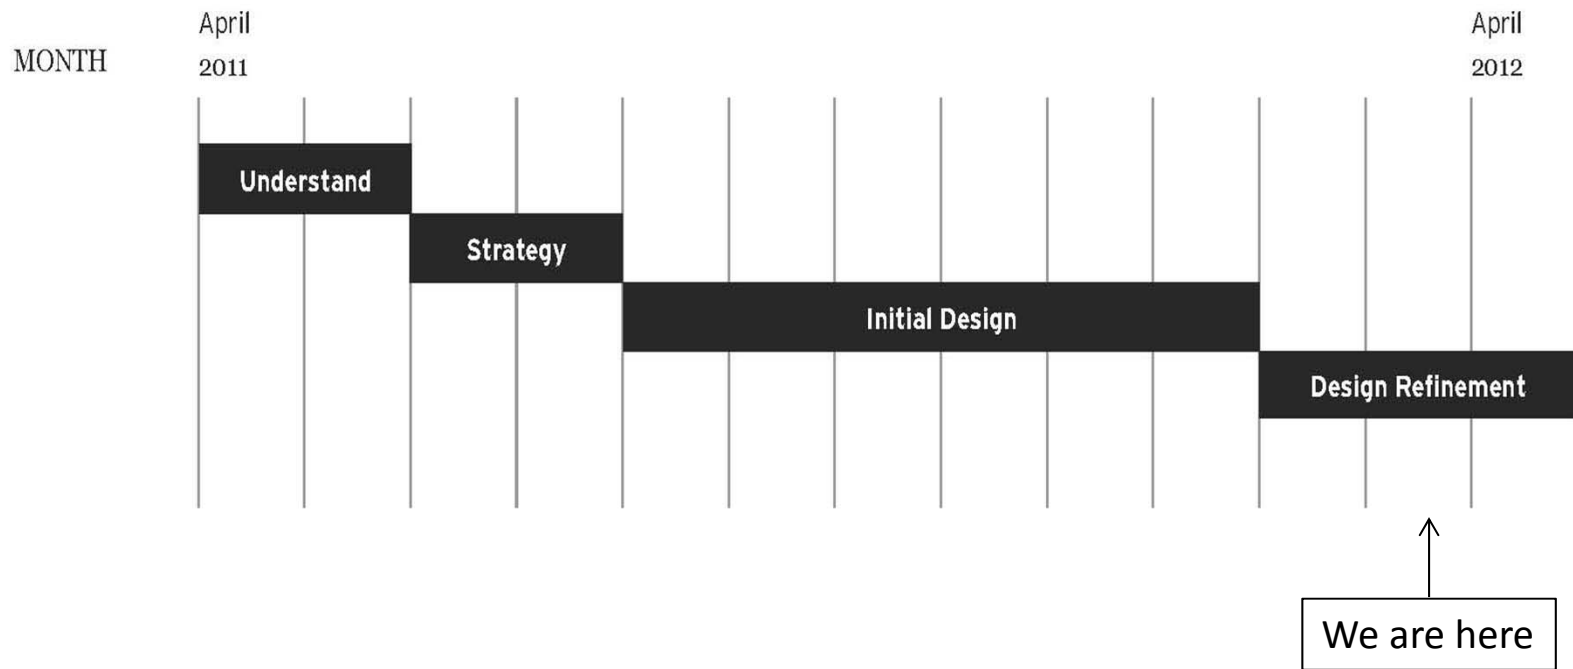 April
April
MONTH
2011
2012
Understand
Strategy
Initial Design
Design Refinement
We are here